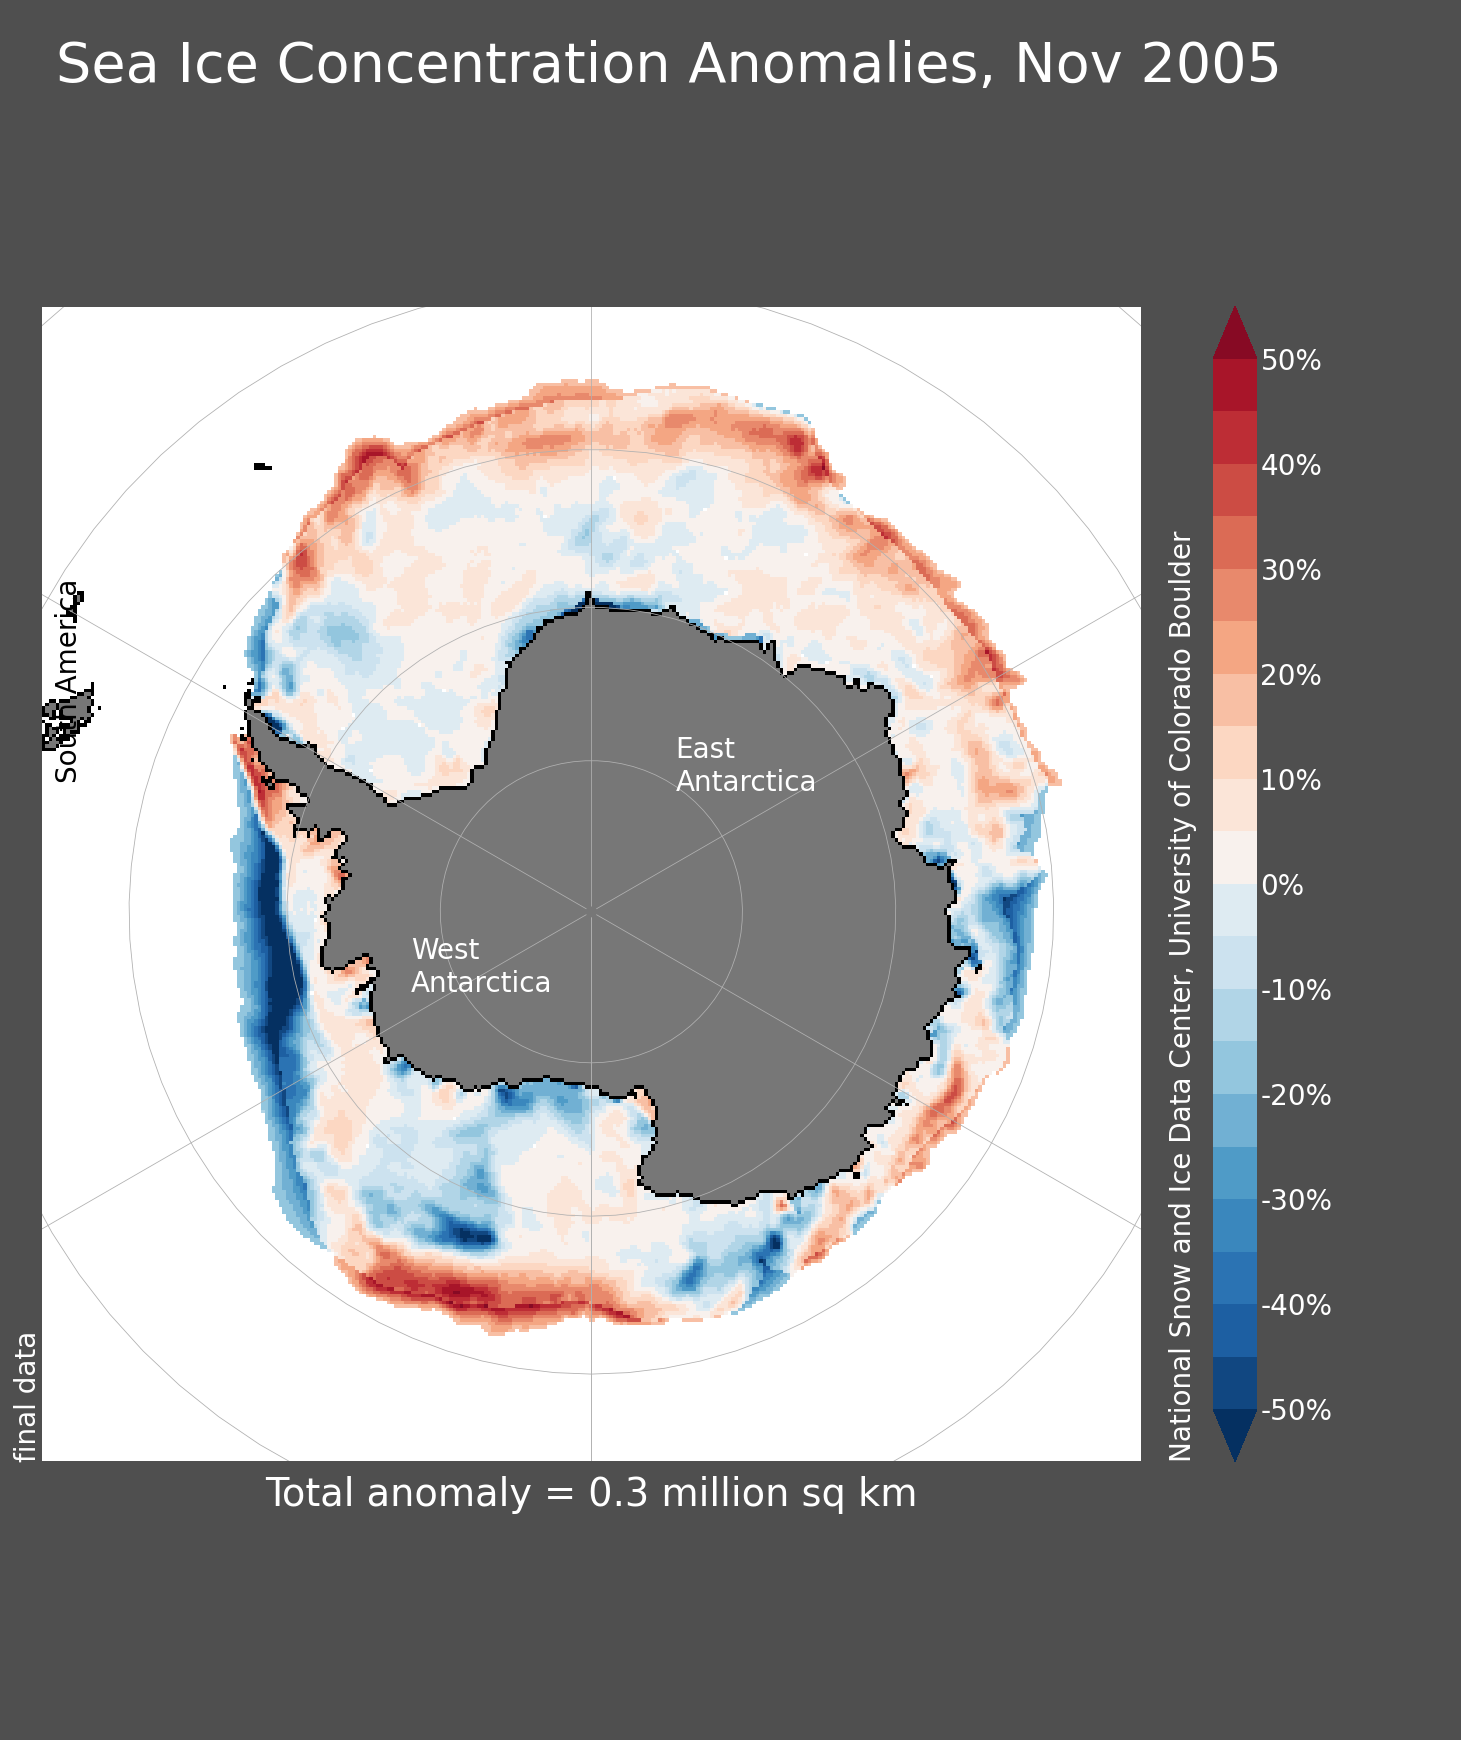 Sea Ice Concentration Anomalies, Nov 2005
South America
East
Antarctica
West
Antarctica
final data
National Snow and Ice Data Center, University of Colorado Boulder
50%
40%
30%
20%
10%
0%
-10%
-20%
-30%
-40%
-50%
Total anomaly = 0.3 million sq km